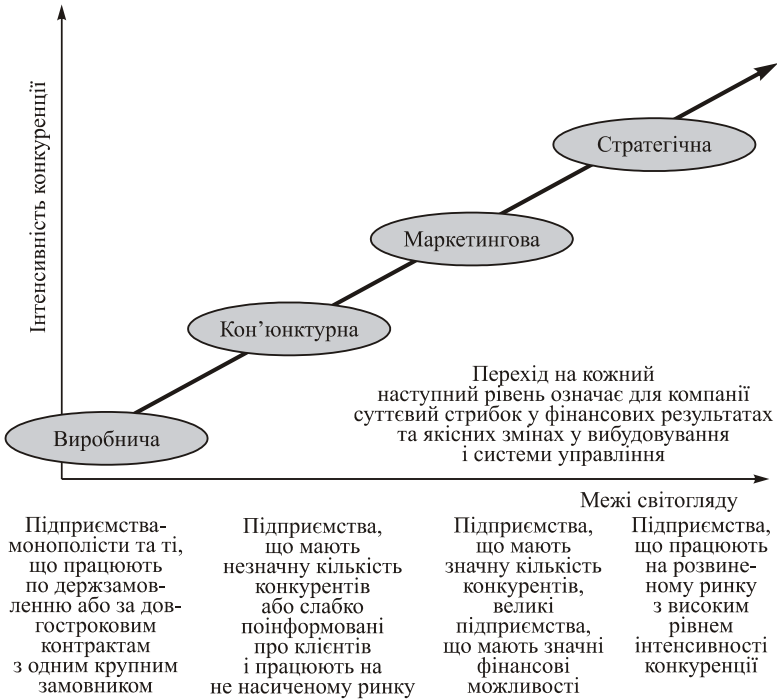 Інтенсивність конкуренції
Стратегічна
Маркетингова
Кон’юнктурна
Виробнича
Перехід на кожний
наступний рівень означає для компанії
суттєвий стрибок у фінансових результатах
та якісних змінах у вибудовування
і системи управління
Межі світогляду
Підприємства-
монополісти та ті,
що працюють
по держзамов-
ленню або за дов-
гостроковим
контрактам
з одним крупним
замовником
Підприємства,
що мають
незначну кількість
конкурентів
або слабко
поінформовані
про клієнтів
і працюють на
не насиченому ринку
Підприємства,
що мають
значну кількість
конкурентів,
великі
підприємства,
що мають значні
фінансові
можливості
Підприємства,
що працюють
на розвине-
ному ринку
з високим
рівнем
інтенсивності
конкуренції